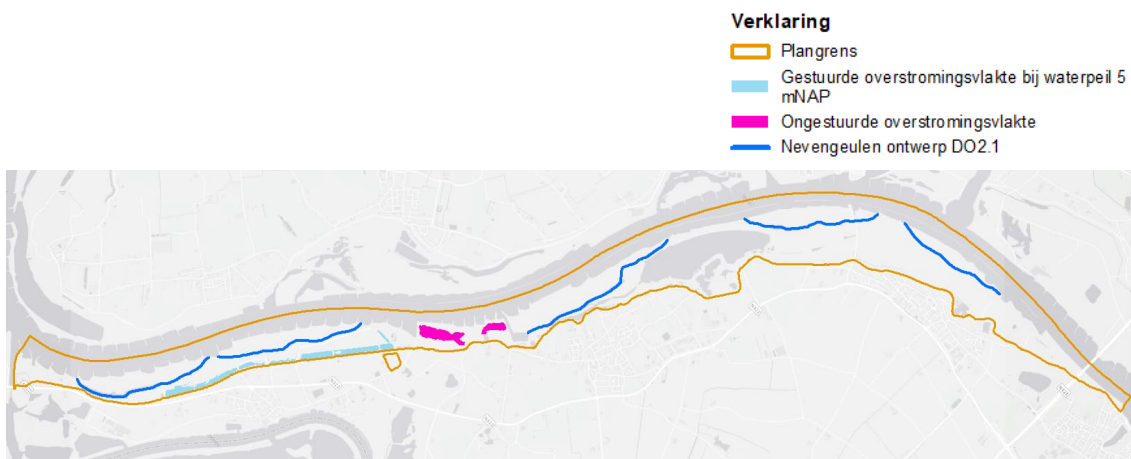 Verklaring
Plangrens
Gestuurde overstromingsvlakte bij waterpeil 5
mNAP
Ongestuurde overstromingsvlakte
Nevengeulen ontwerp DO2.1